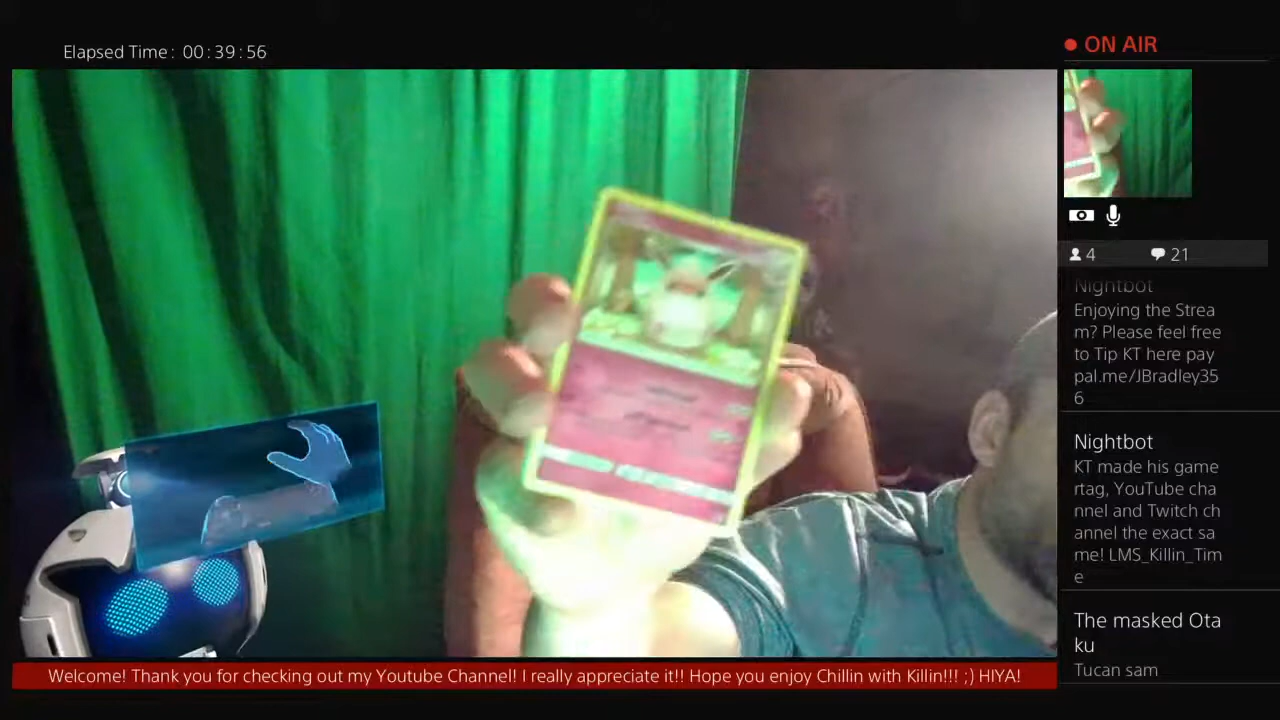 Elapsed Time: 00:39:56
ON AIR
4
21
Nightbot
Enjoying the Strea
m? Please feel free
to Tip KT here pay
pal.me/JBradley35
6
Nightbot
KT made his game
rtag, YouTube cha
nnel and Twitch ch
annel the exact sa
me! LMS_Killin_Tim
e
The masked Ota
ku
Tucan sam
Welcome! Thank you for checking out my Youtube Channel! I really appreciate it!! Hope you enjoy Chillin with Killin!!! ;) HIYA!